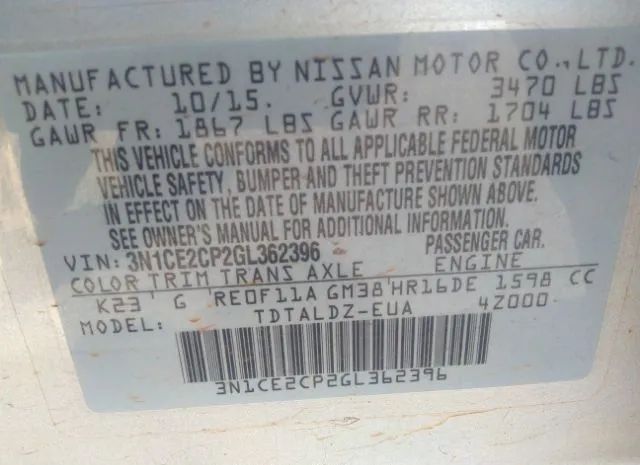 MANUFACTURED BY NISSAN MOTOR CO., LTD.
DATE: 10/15. GVWR: 3470 LBS
GAWR FR: 1867 LBS GAWR RR: 1704 LBS
THIS VEHICLE CONFORMS TO ALL APPLICABLE FEDERAL MOTOR
VEHICLE SAFETY, BUMPER AND THEFT PREVENTION STANDARDS
IN EFFECT ON THE DATE OF MANUFACTURE SHOWN ABOVE.
SEE OWNER'S MANUAL FOR ADDITIONAL INFORMATION.
VIN: 3N1CE2CP2GL362396 PASSENGER CAR.
COLOR TRIM TRANS AXLE ENGINE
K23 G RE0F11A GM38 HR16DE 1598 CC
MODEL: TDTALDZ-EUA 4Z000
3N1CE2CP2GL362396